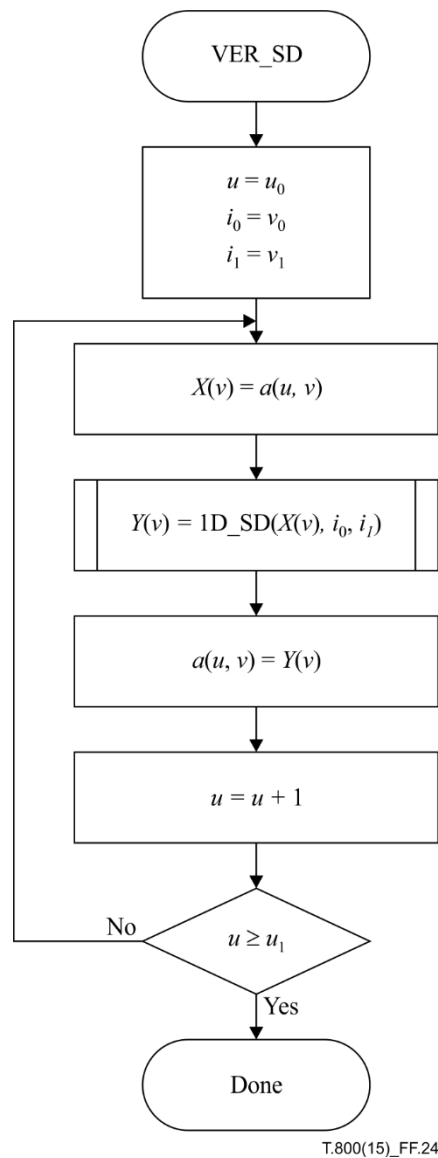 VER_SD
u = u₀
i₀ = v₀
i₁ = v₁
X(v) = a(u, v)
Y(v) = 1D_SD(X(v), i₀, i₁)
a(u, v) = Y(v)
u = u + 1
No
u ≥ u₁
Yes
Done
T.800(15)_FF.24